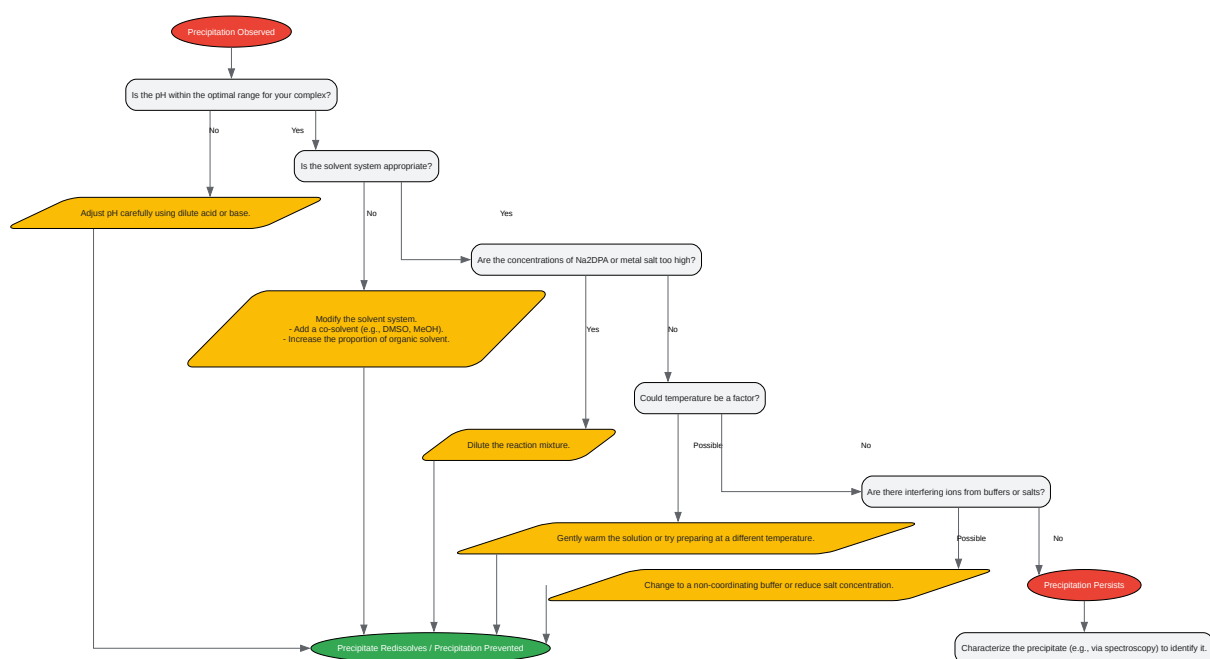 Precipitation Observed
Is the pH within the optimal range for your complex?
No
Yes
Is the solvent system appropriate?
Adjust pH carefully using dilute acid or base.
No
Yes
Are the concentrations of Na2DPA or metal salt too high?
Modify the solvent system.
- Add a co-solvent (e.g., DMSO, MeOH).
- Increase the proportion of organic solvent.
Yes
No
Could temperature be a factor?
Dilute the reaction mixture.
Possible
No
Are there interfering ions from buffers or salts?
Gently warm the solution or try preparing at a different temperature.
Possible
No
Change to a non-coordinating buffer or reduce salt concentration.
Precipitation Persists
Precipitate Redissolves / Precipitation Prevented
Characterize the precipitate (e.g., via spectroscopy) to identify it.